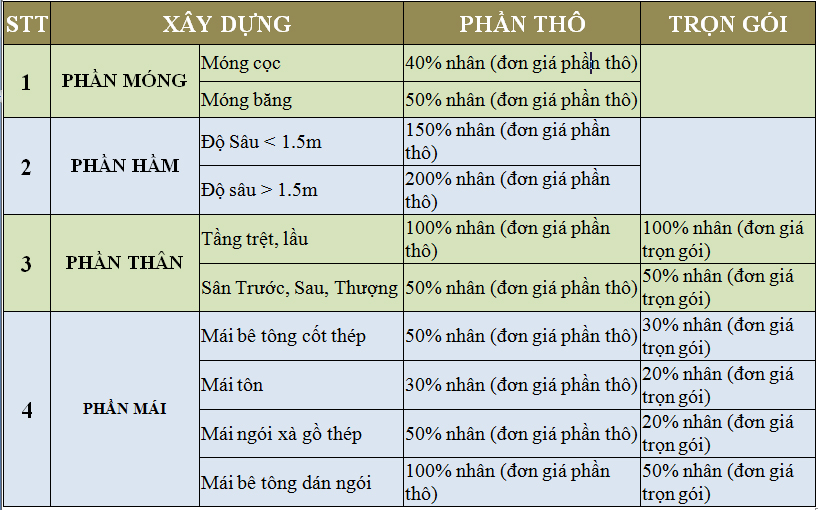 STT XÂY DỰNG PHẦN THÔ TRỌN GÓI
1 PHẦN MÓNG Móng cọc 40% nhân (đơn giá phần thô)
Móng băng 50% nhân (đơn giá phần thô)
2 PHẦN HẦM Độ Sâu < 1.5m 150% nhân (đơn giá phần
thô)
Độ sâu > 1.5m 200% nhân (đơn giá phần
thô)
3 PHẦN THÂN Tầng trệt, lầu 100% nhân (đơn giá phần
thô) 100% nhân (đơn giá
trọn gói)
Sân Trước, Sau, Thượng 50% nhân (đơn giá phần thô) 50% nhân (đơn giá
trọn gói)
4 PHẦN MÁI Mái bê tông cốt thép 50% nhân (đơn giá phần thô) 30% nhân (đơn giá
trọn gói)
Mái tôn 30% nhân (đơn giá phần thô) 20% nhân (đơn giá
trọn gói)
Mái ngói xà gồ thép 50% nhân (đơn giá phần thô) 20% nhân (đơn giá
trọn gói)
Mái bê tông dán ngói 100% nhân (đơn giá phần
thô) 50% nhân (đơn giá
trọn gói)